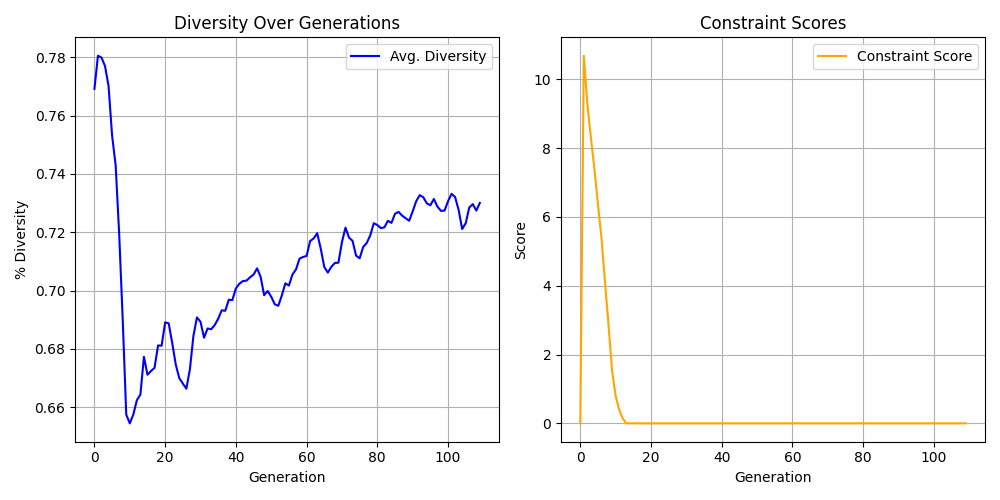 Diversity Over Generations
Avg. Diversity
% Diversity
0.78
0.76
0.74
0.72
0.70
0.68
0.66
0 20 40 60 80 100
Generation
Constraint Scores
Constraint Score
Score
10
8
6
4
2
0
0 20 40 60 80 100
Generation